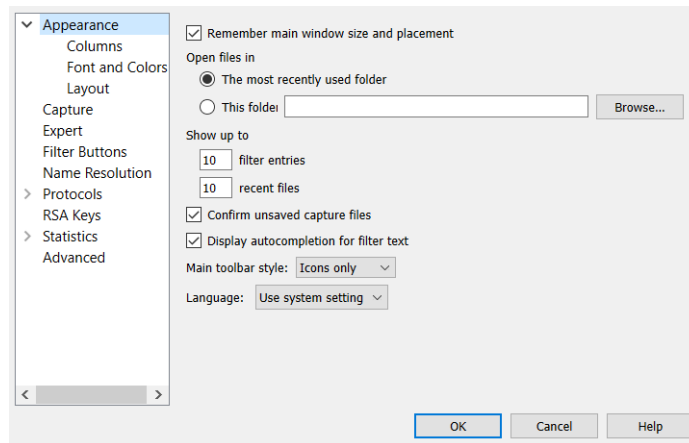 Appearance
Columns
Font and Colors
Layout
Capture
Expert
Filter Buttons
Name Resolution
Protocols
RSA Keys
Statistics
Advanced
Remember main window size and placement
Open files in
The most recently used folder
This folder
Browse...
Show up to
10 filter entries
10 recent files
Confirm unsaved capture files
Display autocompletion for filter text
Main toolbar style: Icons only
Language: Use system setting
OK Cancel Help